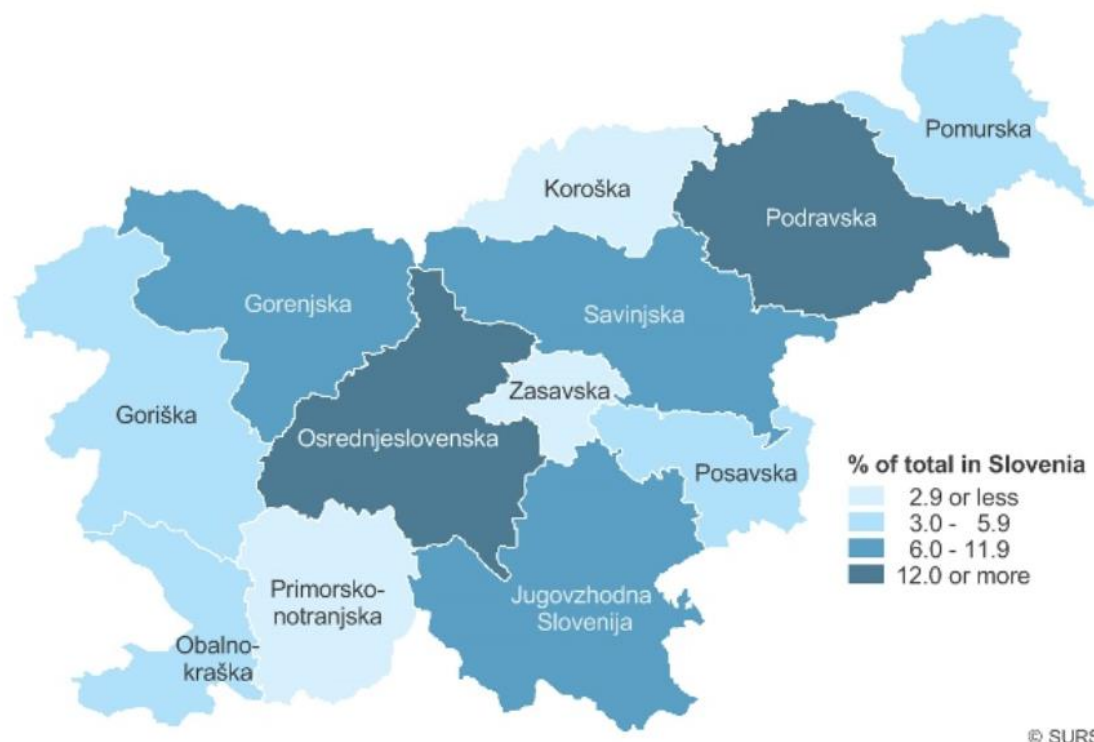 Pomurska
Koroška
Podravska
Gorenjska
Savinjska
Zasavska
Goriška
Osrednjeslovenska
Posavska
% of total in Slovenia
2.9 or less
3.0 - 5.9
6.0 - 11.9
12.0 or more
Primorsko-
notranjska
Jugovzhodna
Slovenija
Obalno-
kraška
© SURS